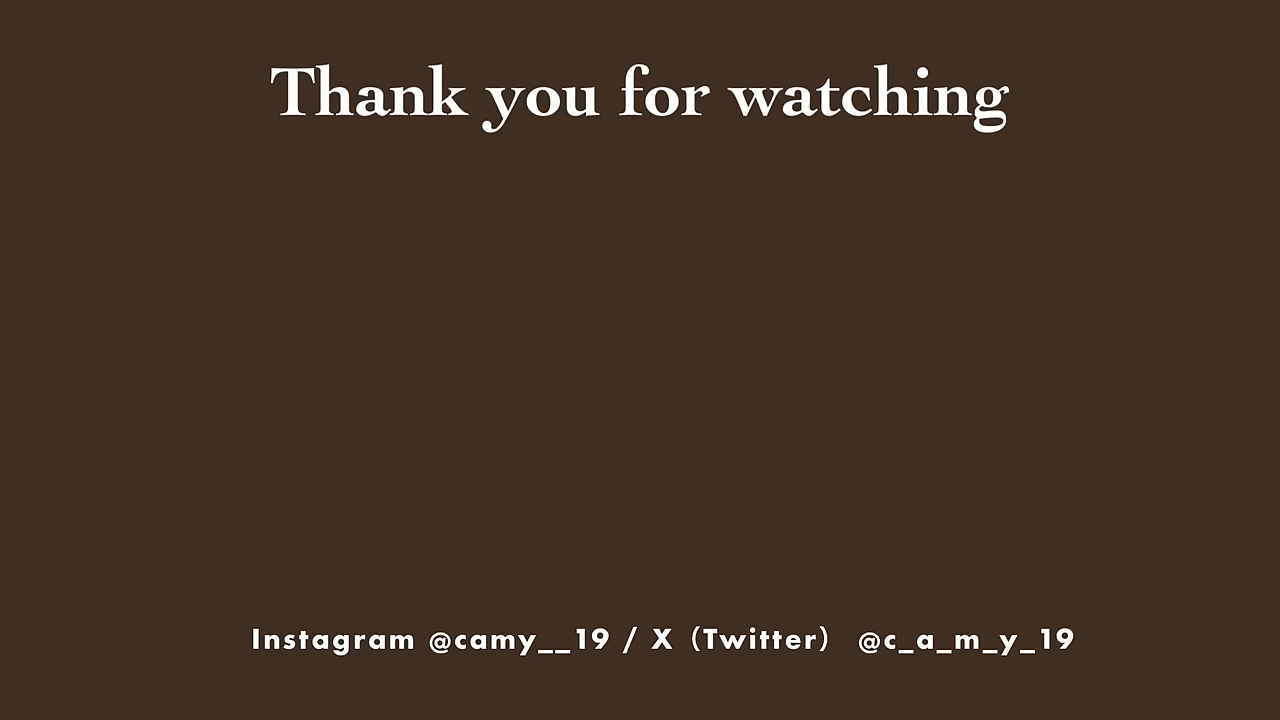 Thank you for watching
Instagram @camy__19 / X（Twitter） @c_a_m_y_19